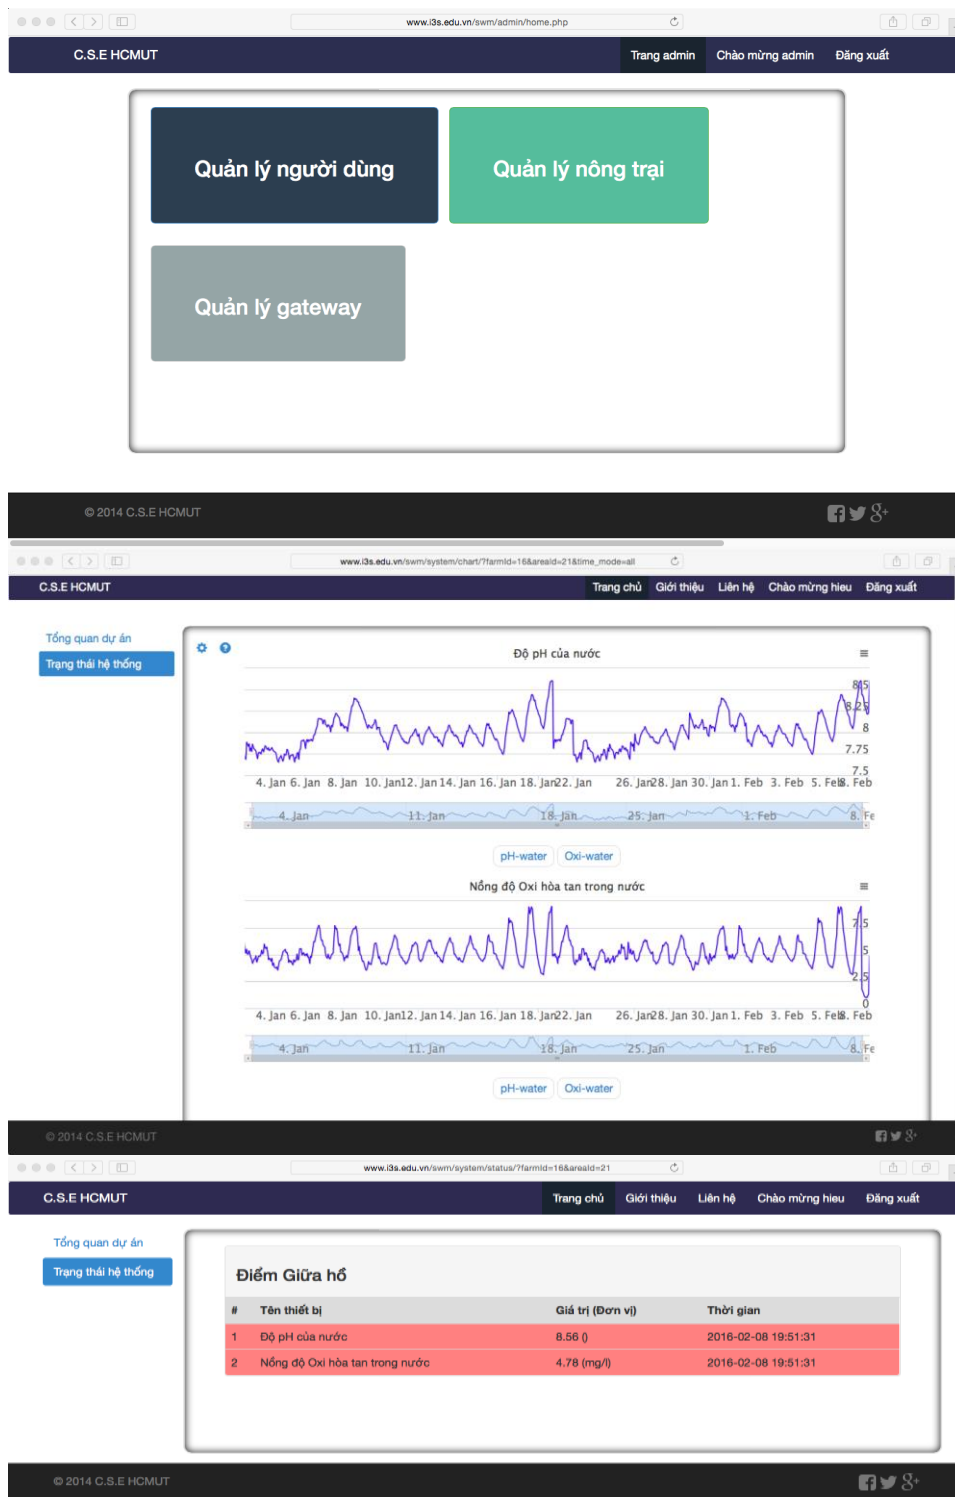 www.i3s.edu.vn/swm/admin/home.php
C.S.E HCMUT Trang admin Chào mừng admin Đăng xuất
Quản lý người dùng Quản lý nông trại
Quản lý gateway
© 2014 C.S.E HCMUT
www.i3s.edu.vn/swm/system/chart/?farmId=16&areaId=21&time_mode=all
C.S.E HCMUT Trang chủ Giới thiệu Liên hệ Chào mừng hieu Đăng xuất
Tổng quan dự án
Trạng thái hệ thống
Độ pH của nước
8.5
8.25
8
7.75
7.5
4. Jan 6. Jan 8. Jan 10. Jan 12. Jan 14. Jan 16. Jan 18. Jan 22. Jan 26. Jan 28. Jan 30. Jan 1. Feb 3. Feb 5. Feb 8. Feb
4. Jan 11. Jan 18. Jan 25. Jan 1. Feb 8. Fe
pH-water Oxi-water
Nồng độ Oxi hòa tan trong nước
7.5
5
2.5
0
4. Jan 6. Jan 8. Jan 10. Jan 12. Jan 14. Jan 16. Jan 18. Jan 22. Jan 26. Jan 28. Jan 30. Jan 1. Feb 3. Feb 5. Feb 8. Feb
4. Jan 11. Jan 18. Jan 25. Jan 1. Feb 8. Fe
pH-water Oxi-water
© 2014 C.S.E HCMUT
www.i3s.edu.vn/swm/system/status/?farmId=16&areaId=21
C.S.E HCMUT Trang chủ Giới thiệu Liên hệ Chào mừng hieu Đăng xuất
Tổng quan dự án
Trạng thái hệ thống
Điểm Giữa hồ
# Tên thiết bị Giá trị (Đơn vị) Thời gian
1 Độ pH của nước 8.56 () 2016-02-08 19:51:31
2 Nồng độ Oxi hòa tan trong nước 4.78 (mg/l) 2016-02-08 19:51:31
© 2014 C.S.E HCMUT